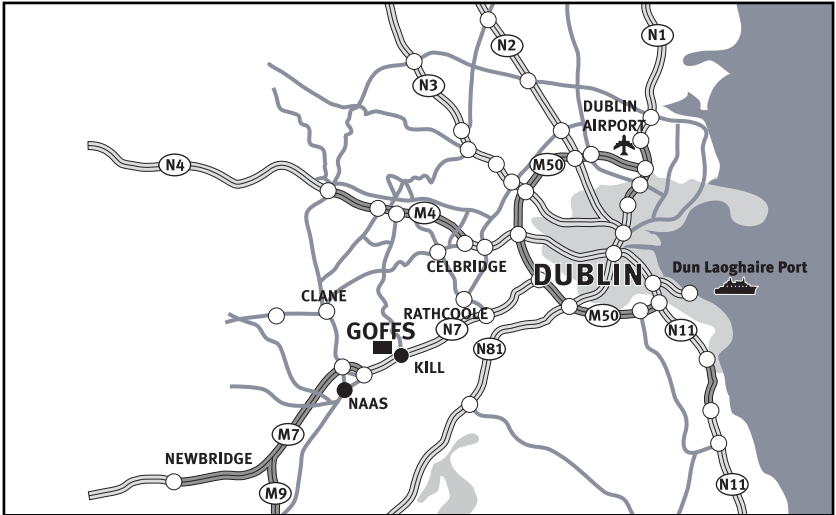 N1
N2
N3
DUBLIN
AIRPORT
M50
N4
M4
CELBRIDGE
DUBLIN
Dun Laoghaire Port
CLANE
RATHCOOLE
GOFFS
N7
M50
N11
N81
KILL
NAAS
M7
NEWBRIDGE
M9
N11